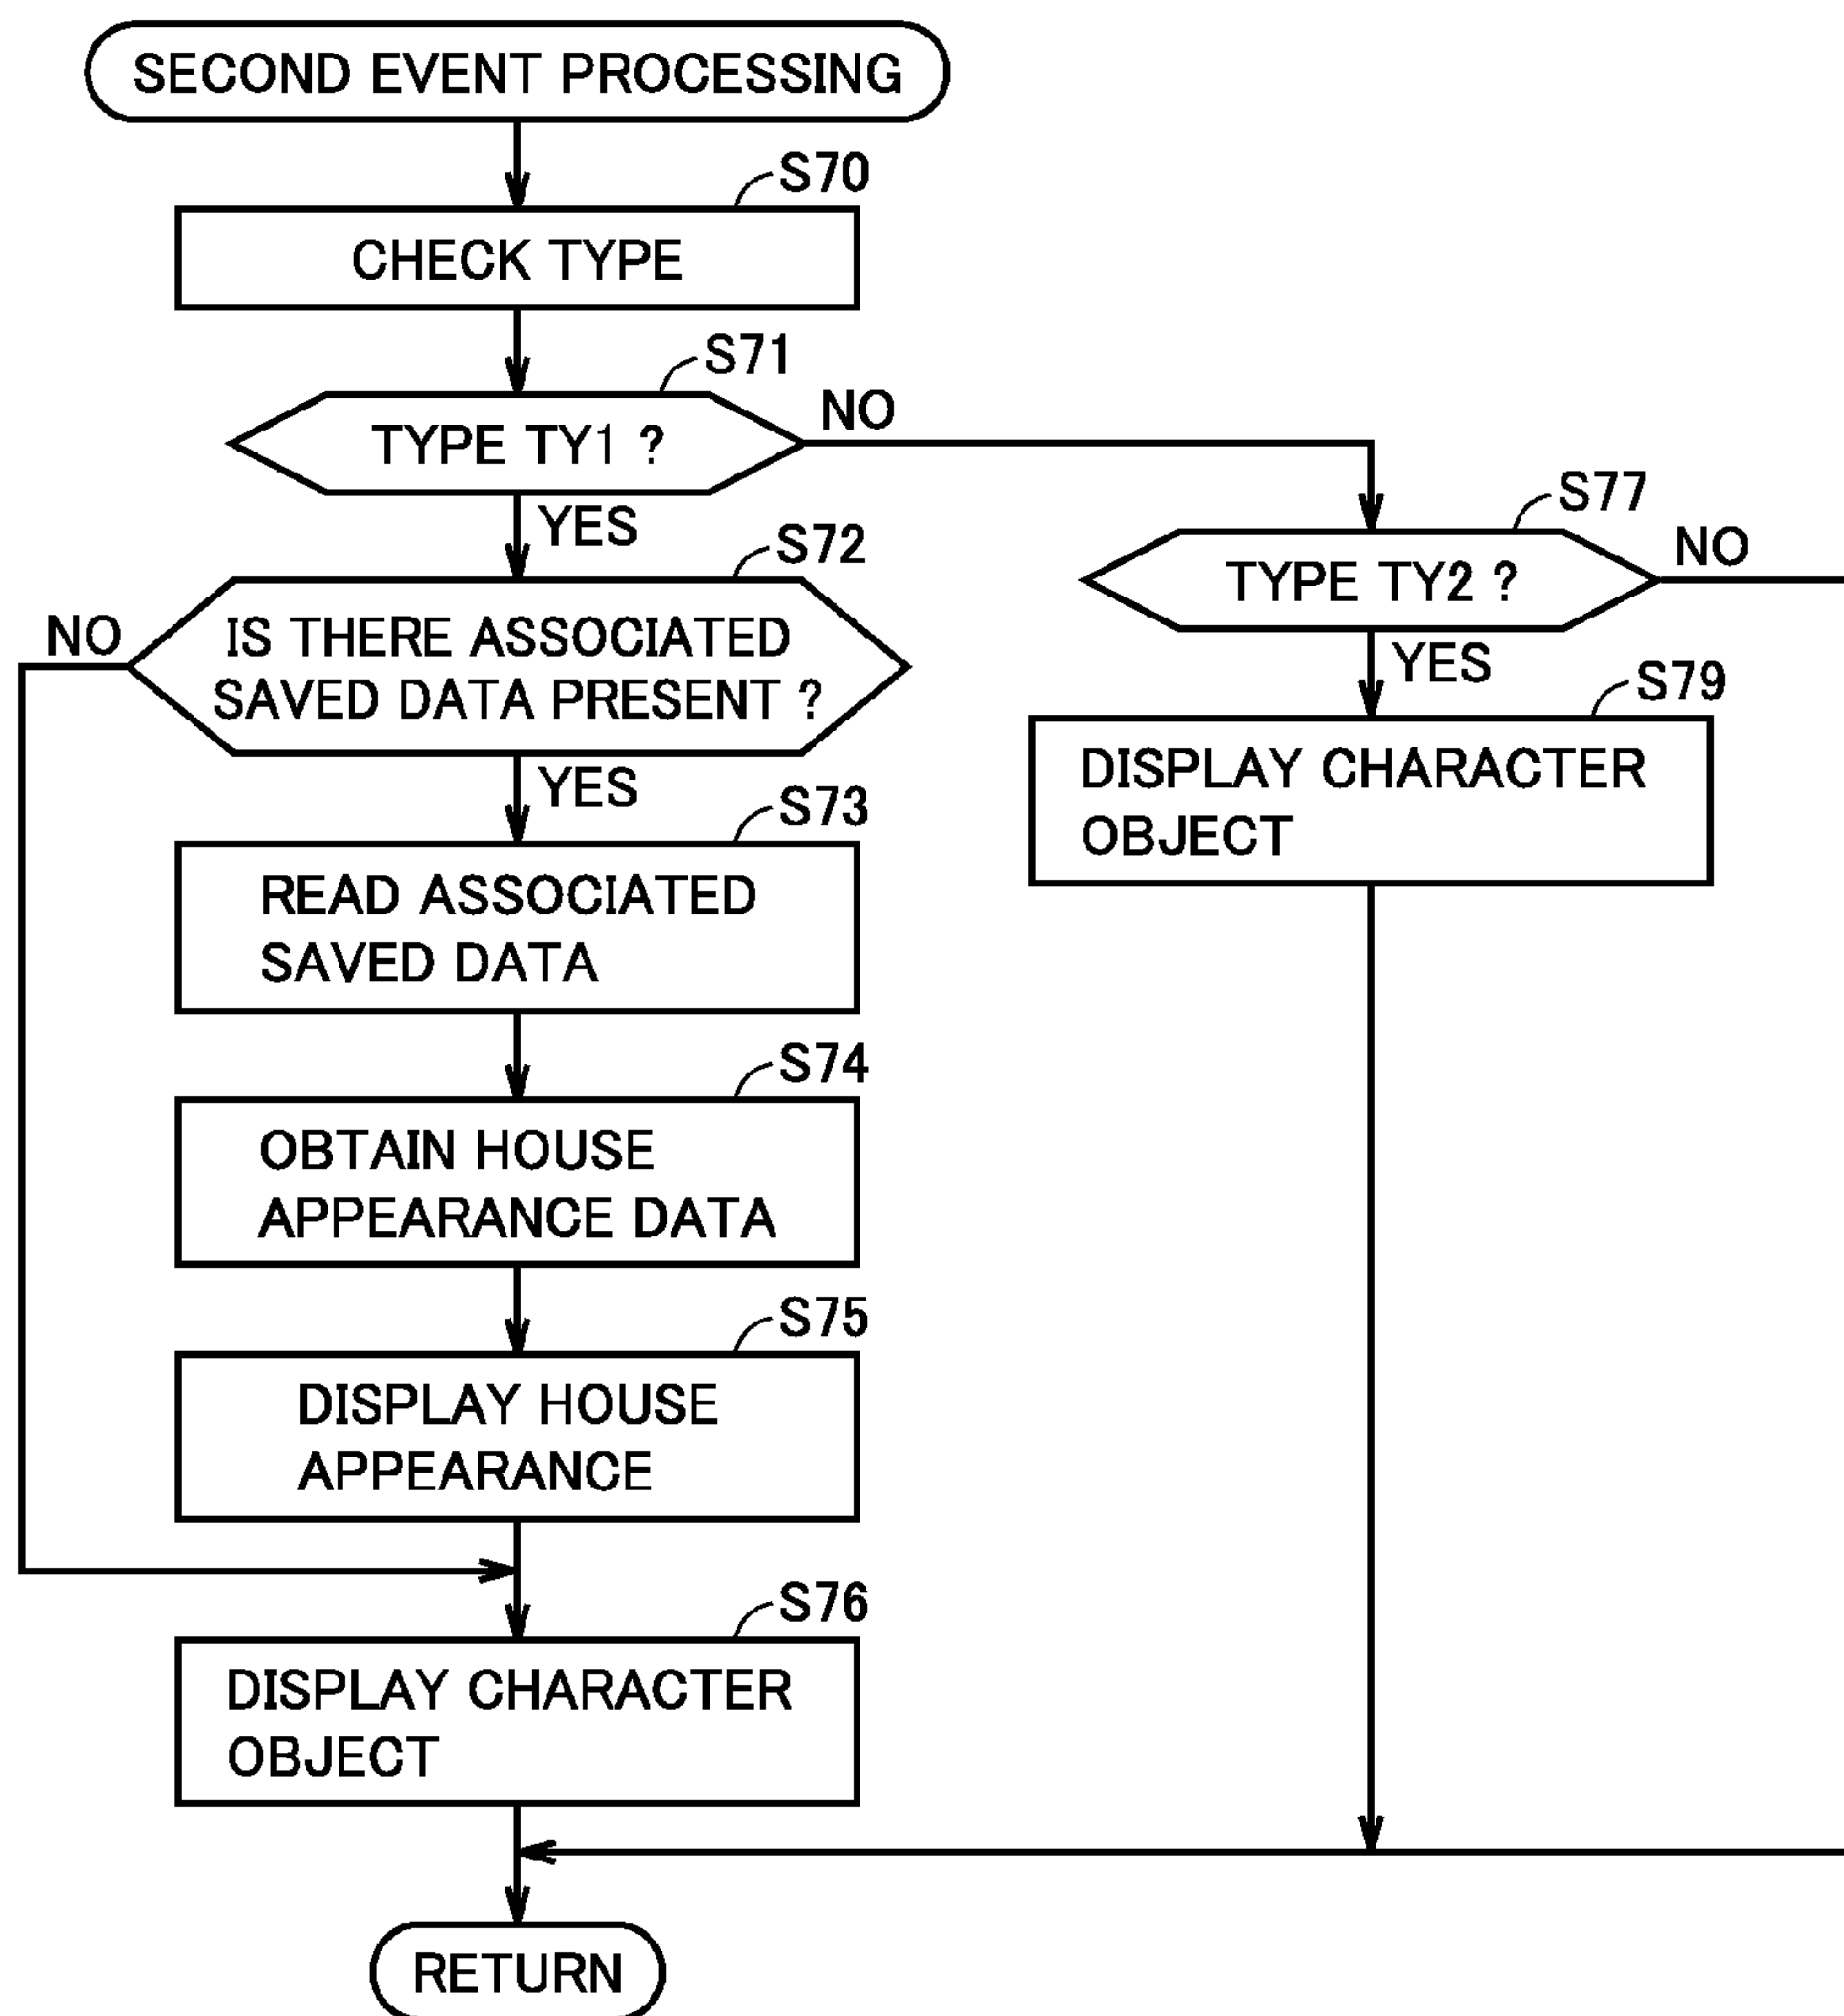 SECOND EVENT PROCESSING
S70
CHECK TYPE
S71
TYPE TY1 ?
NO
YES
S72
IS THERE ASSOCIATED
SAVED DATA PRESENT ?
NO
YES
S73
READ ASSOCIATED
SAVED DATA
S74
OBTAIN HOUSE
APPEARANCE DATA
S75
DISPLAY HOUSE
APPEARANCE
S76
DISPLAY CHARACTER
OBJECT
S77
TYPE TY2 ?
NO
YES
S79
DISPLAY CHARACTER
OBJECT
RETURN